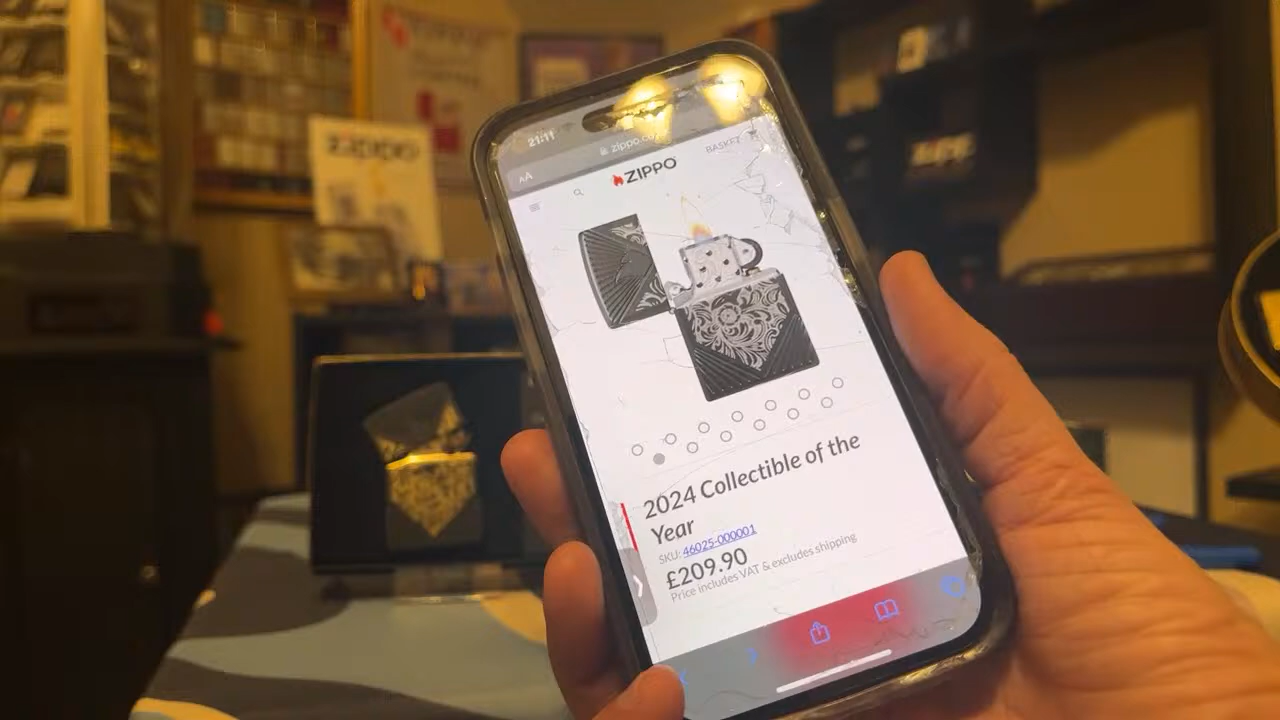 ZIPPO
21:11
AA
zippo.co
BASKET
ZIPPO
zippo
2024 Collectible of the
Year
SKU: 46025-000001
£209.90
Price includes VAT & excludes shipping